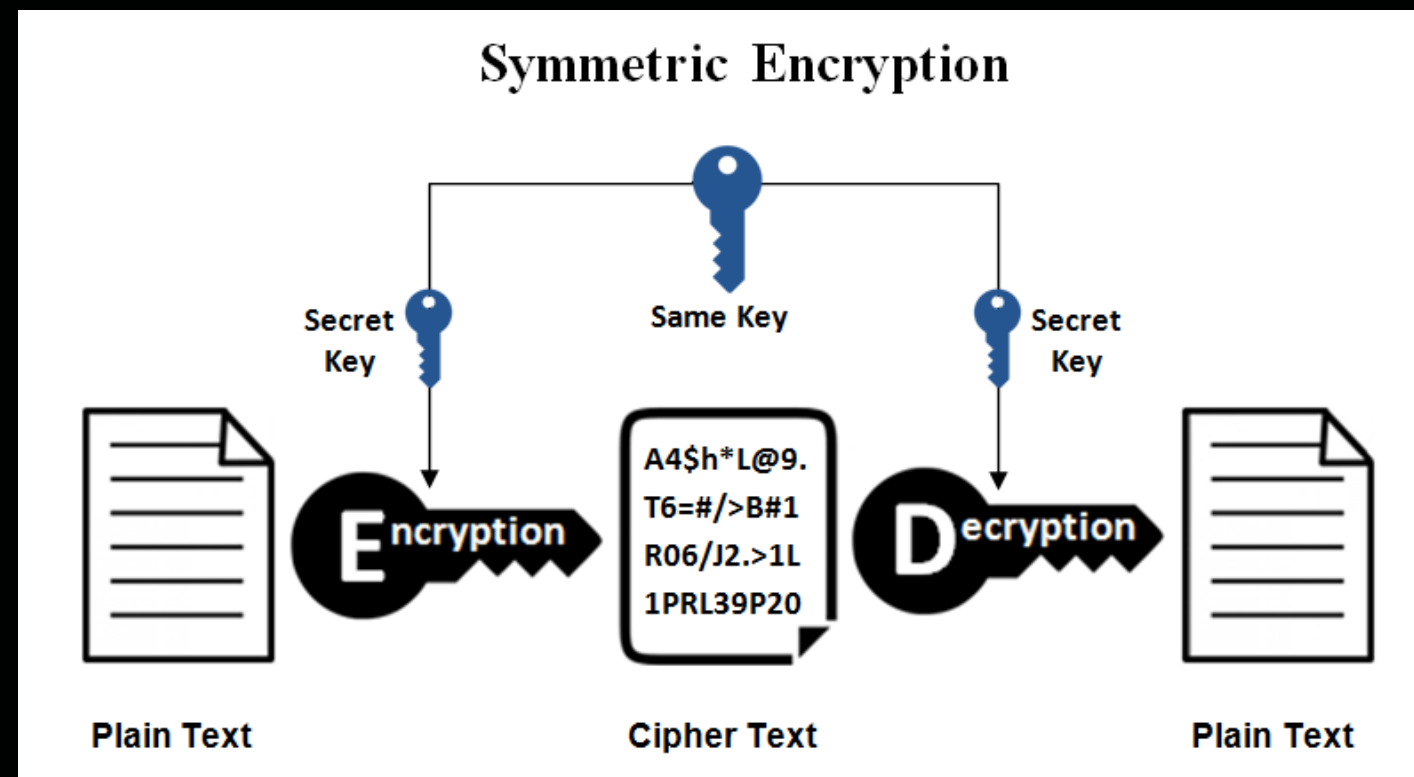 Symmetric Encryption
Same Key
Secret
Key
Secret
Key
Encryption
A4$h*L@9.
T6=#/>B#1
R06/J2.>1L
1PRL39P20
Decryption
Plain Text
Cipher Text
Plain Text